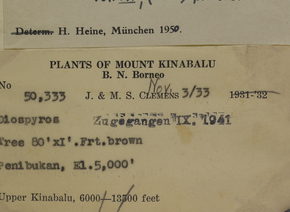 Determ. H. Heine, München 1950.
PLANTS OF MOUNT KINABALU
B. N. Borneo
No 50,333 J. & M. S. Clemens Nov. 3/33 1931-'32
Diospyros Zugegangen IX. 1941
Tree 80'xI'.Frt.brown
Penibukan, El.5,000'
Upper Kinabalu, 6000-13500 feet